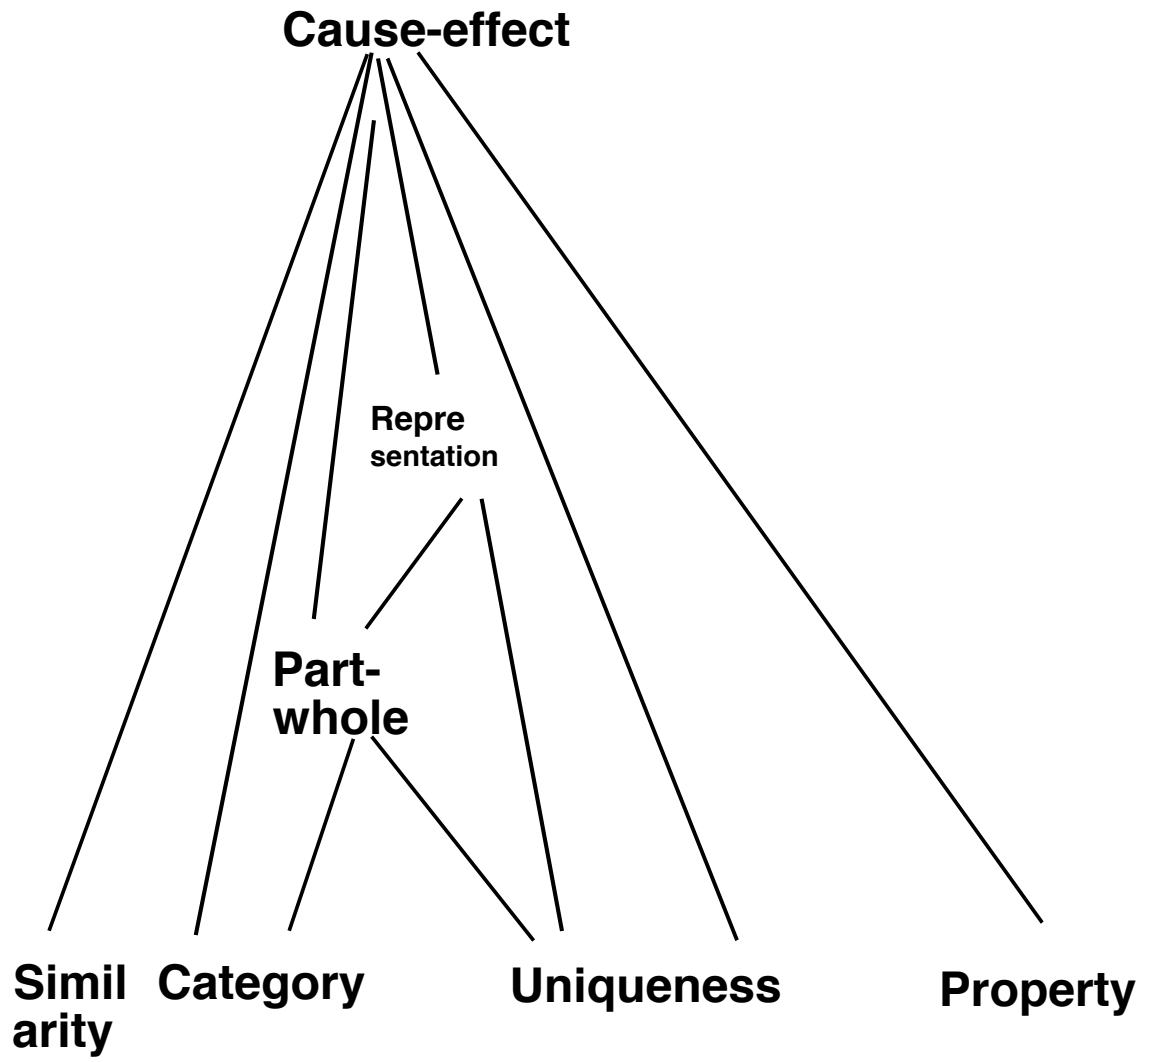 Cause-effect
Repre
sentation
Part-
whole
Simil
arity
Category
Uniqueness
Property